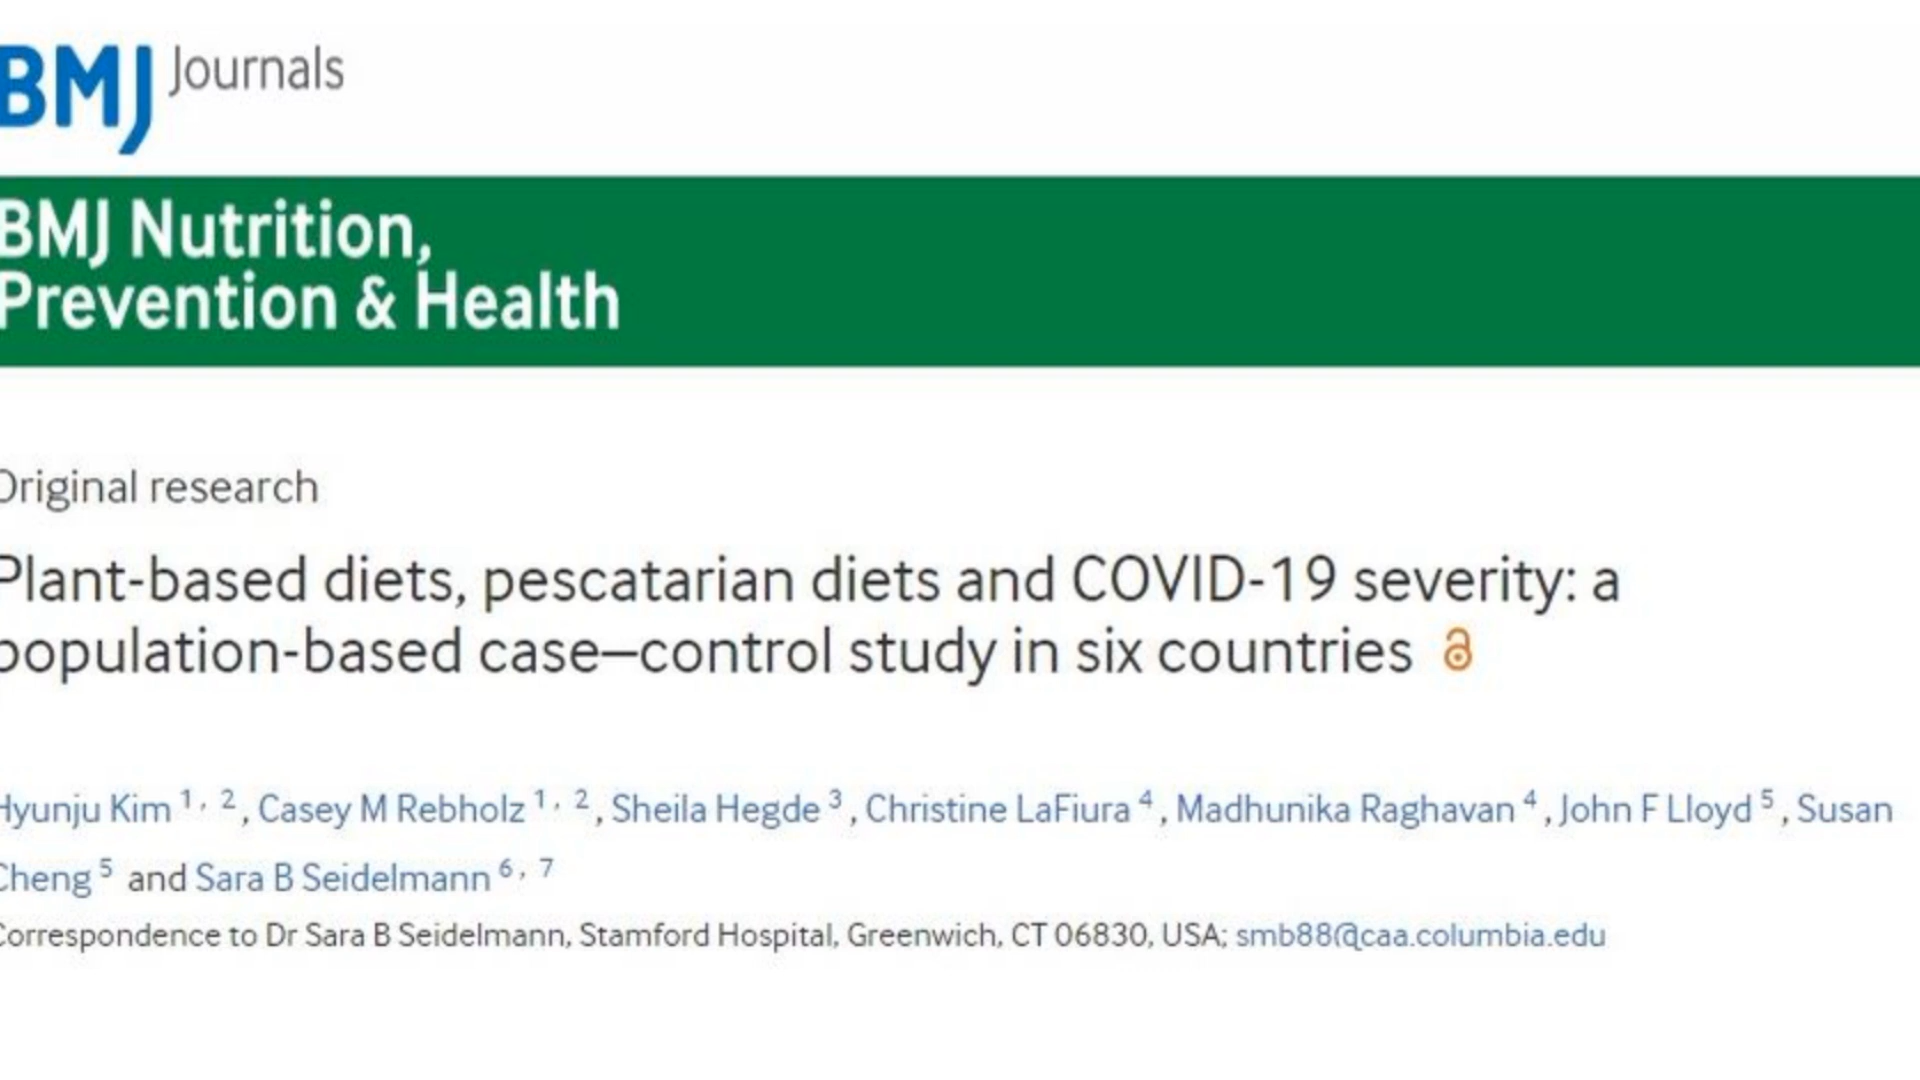 BMJ Journals
BMJ Nutrition,
Prevention & Health
Original research
Plant-based diets, pescatarian diets and COVID-19 severity: a
population-based case–control study in six countries
Hyunju Kim 1, 2, Casey M Rebholz 1, 2, Sheila Hegde 3, Christine LaFiura 4, Madhunika Raghavan 4, John F Lloyd 5, Susan
Cheng 5 and Sara B Seidelmann 6, 7
Correspondence to Dr Sara B Seidelmann, Stamford Hospital, Greenwich, CT 06830, USA; smb88@caa.columbia.edu